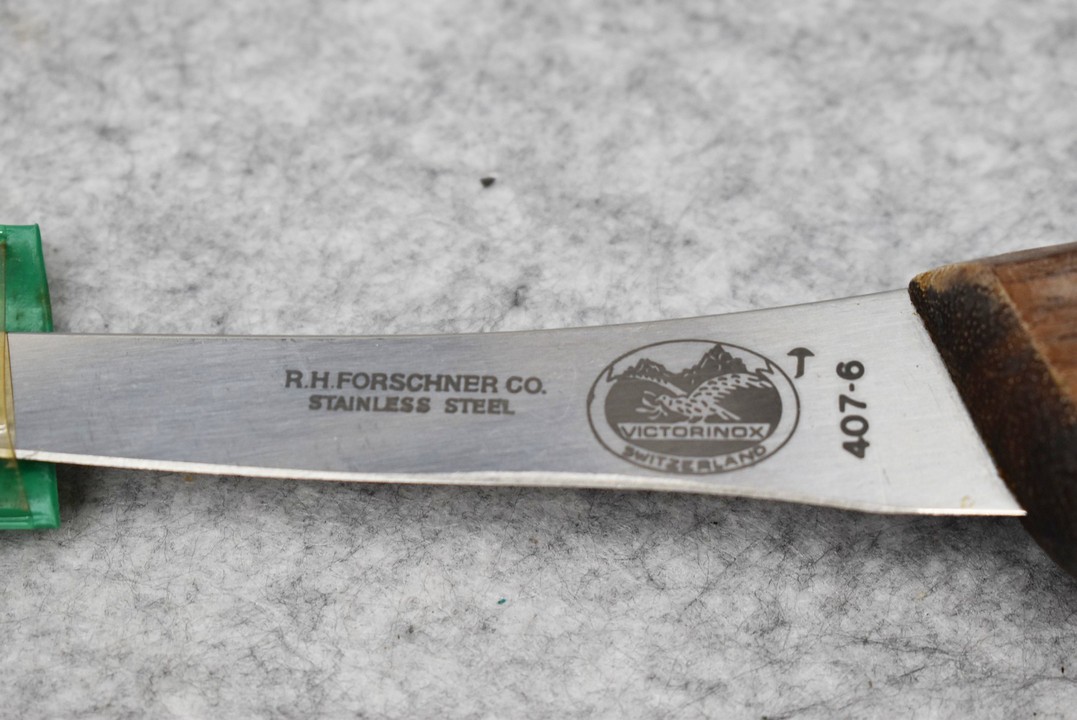 R.H.FORSCHNER CO.
STAINLESS STEEL
VICTORINOX
SWITZERLAND
407-6